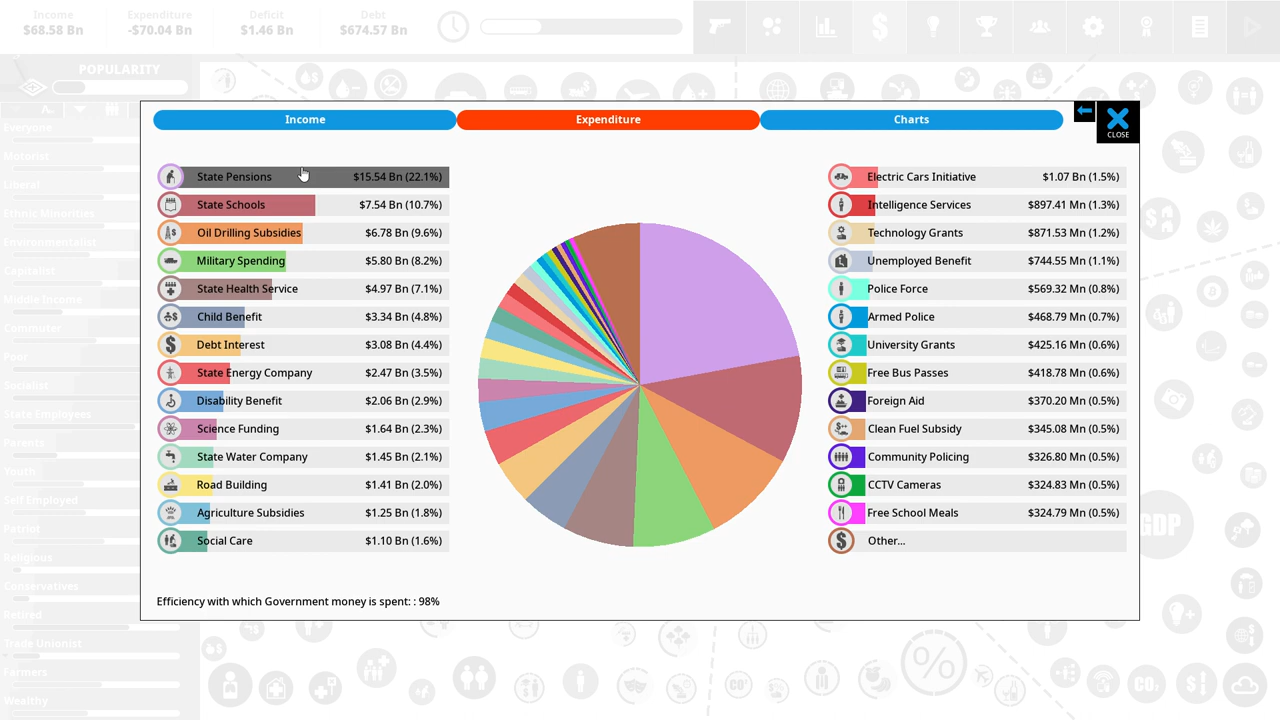 Income
$68.58 Bn
Expenditure
-$70.04 Bn
Deficit
$1.46 Bn
Debt
$674.57 Bn
POPULARITY
Everyone
Motorist
Liberal
Ethnic Minorities
Environmentalist
Capitalist
Middle Income
Commuter
Poor
Socialist
State Employees
Parents
Youth
Self Employed
Patriot
Religious
Conservatives
Retired
Trade Unionist
Farmers
Wealthy
Income
Expenditure
Charts
CLOSE
State Pensions $15.54 Bn (22.1%)
State Schools $7.54 Bn (10.7%)
Oil Drilling Subsidies $6.78 Bn (9.6%)
Military Spending $5.80 Bn (8.2%)
State Health Service $4.97 Bn (7.1%)
Child Benefit $3.34 Bn (4.8%)
Debt Interest $3.08 Bn (4.4%)
State Energy Company $2.47 Bn (3.5%)
Disability Benefit $2.06 Bn (2.9%)
Science Funding $1.64 Bn (2.3%)
State Water Company $1.45 Bn (2.1%)
Road Building $1.41 Bn (2.0%)
Agriculture Subsidies $1.25 Bn (1.8%)
Social Care $1.10 Bn (1.6%)
Electric Cars Initiative $1.07 Bn (1.5%)
Intelligence Services $897.41 Mn (1.3%)
Technology Grants $871.53 Mn (1.2%)
Unemployed Benefit $744.55 Mn (1.1%)
Police Force $569.32 Mn (0.8%)
Armed Police $468.79 Mn (0.7%)
University Grants $425.16 Mn (0.6%)
Free Bus Passes $418.78 Mn (0.6%)
Foreign Aid $370.20 Mn (0.5%)
Clean Fuel Subsidy $345.08 Mn (0.5%)
Community Policing $326.80 Mn (0.5%)
CCTV Cameras $324.83 Mn (0.5%)
Free School Meals $324.79 Mn (0.5%)
Other...
Efficiency with which Government money is spent: : 98%
GDP
CO²
CO₂